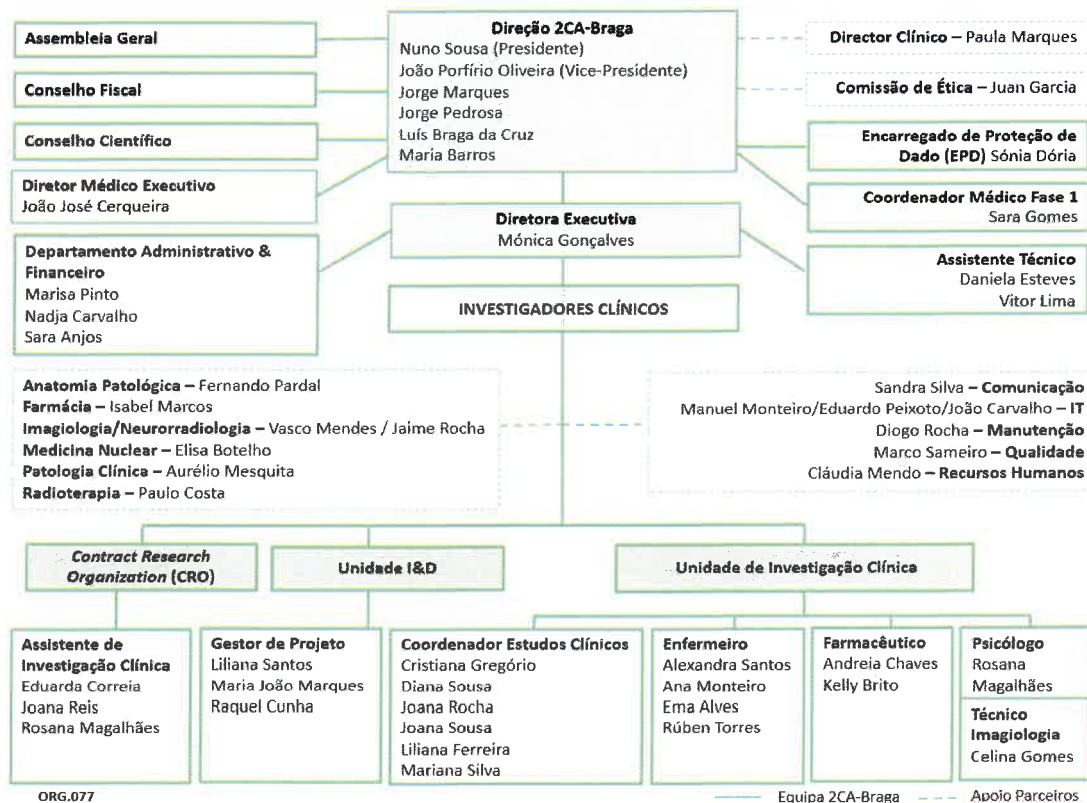 Assembleia Geral
Conselho Fiscal
Conselho Científico
Diretor Médico Executivo
João José Cerqueira
Departamento Administrativo &
Financeiro
Marisa Pinto
Nadja Carvalho
Sara Anjos
Direção 2CA-Braga
Nuno Sousa (Presidente)
João Porfírio Oliveira (Vice-Presidente)
Jorge Marques
Jorge Pedrosa
Luís Braga da Cruz
Maria Barros
Diretora Executiva
Mónica Gonçalves
INVESTIGADORES CLÍNICOS
Director Clínico – Paula Marques
Comissão de Ética – Juan Garcia
Encarregado de Proteção de
Dado (EPD) Sónia Dória
Coordenador Médico Fase 1
Sara Gomes
Assistente Técnico
Daniela Esteves
Vitor Lima
Anatomia Patológica – Fernando Pardal
Farmácia – Isabel Marcos
Imagiologia/Neurorradiologia – Vasco Mendes / Jaime Rocha
Medicina Nuclear – Elisa Botelho
Patologia Clínica – Aurélio Mesquita
Radioterapia – Paulo Costa
Sandra Silva – Comunicação
Manuel Monteiro/Eduardo Peixoto/João Carvalho – IT
Diogo Rocha – Manutenção
Marco Sameiro – Qualidade
Cláudia Mendo – Recursos Humanos
Contract Research
Organization (CRO)
Unidade I&D
Unidade de Investigação Clínica
Assistente de
Investigação Clínica
Eduarda Correia
Joana Reis
Rosana Magalhães
Gestor de Projeto
Liliana Santos
Maria João Marques
Raquel Cunha
Coordenador Estudos Clínicos
Cristiana Gregório
Diana Sousa
Joana Rocha
Joana Sousa
Liliana Ferreira
Mariana Silva
Enfermeiro
Alexandra Santos
Ana Monteiro
Ema Alves
Rúben Torres
Farmacêutico
Andreia Chaves
Kelly Brito
Psicólogo
Rosana
Magalhães
Técnico
Imagiologia
Celina Gomes
ORG.077
Equipa 2CA-Braga
Apoio Parceiros